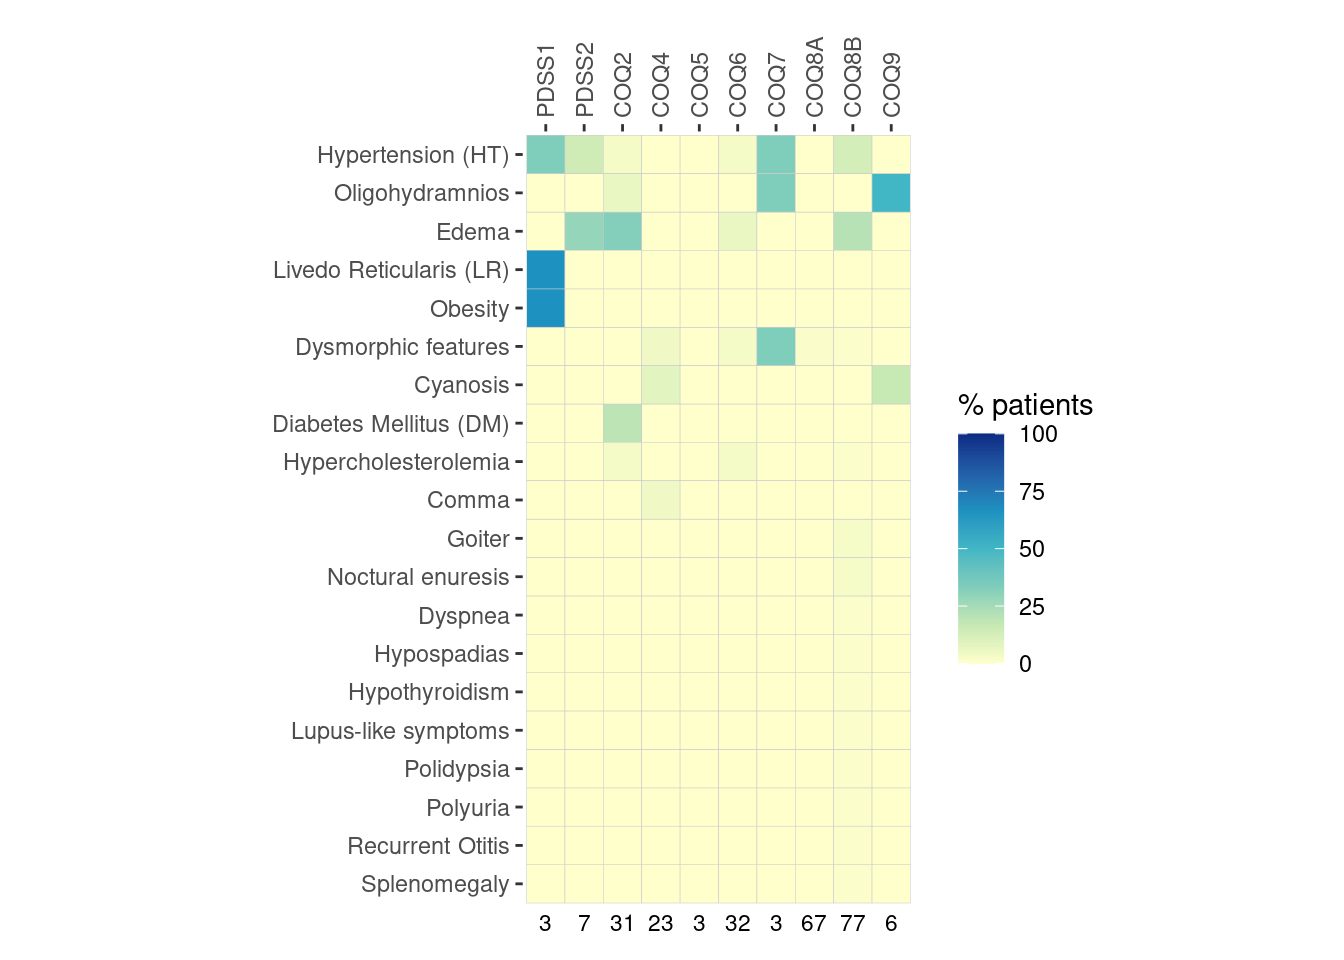 PDSS1 PDSS2 COQ2 COQ4 COQ5 COQ6 COQ7 COQ8A COQ8B COQ9
Hypertension (HT)
Oligohydramnios
Edema
Livedo Reticularis (LR)
Obesity
Dysmorphic features
Cyanosis
Diabetes Mellitus (DM)
Hypercholesterolemia
Comma
Goiter
Noctural enuresis
Dyspnea
Hypospadias
Hypothyroidism
Lupus-like symptoms
Polidypsia
Polyuria
Recurrent Otitis
Splenomegaly
3 7 31 23 3 32 3 67 77 6
% patients
100
75
50
25
0